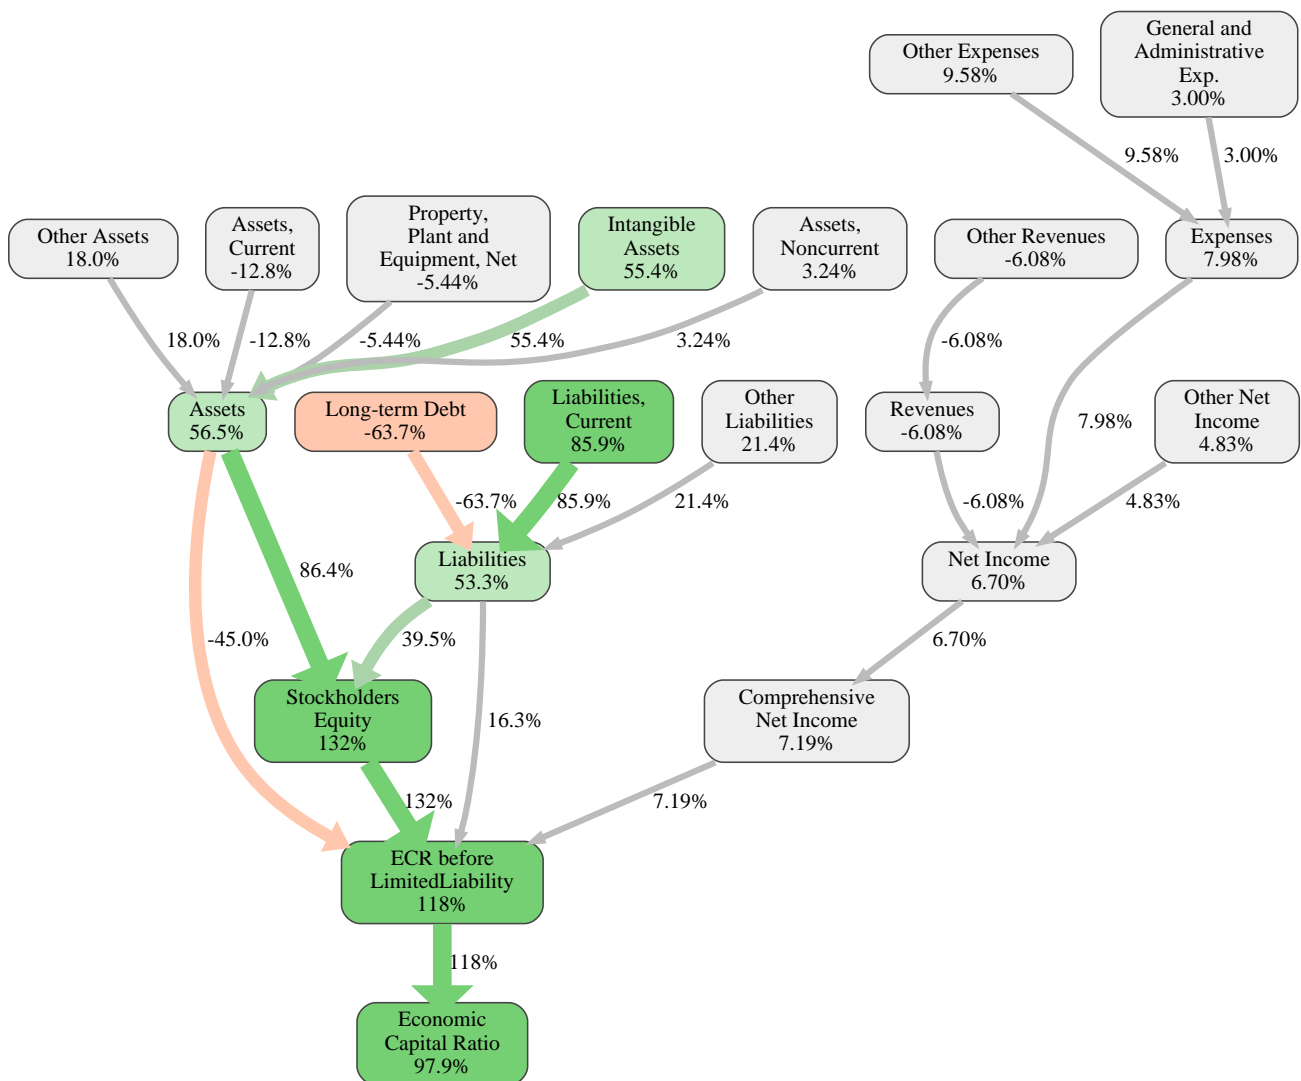 Other Expenses
9.58%
General and
Administrative
Exp.
3.00%
9.58%
3.00%
Other Assets
18.0%
Assets,
Current
-12.8%
Property,
Plant and
Equipment, Net
-5.44%
Intangible
Assets
55.4%
Assets,
Noncurrent
3.24%
Other Revenues
-6.08%
Expenses
7.98%
18.0%
-12.8%
-5.44%
55.4%
3.24%
-6.08%
Assets
56.5%
Long-term Debt
-63.7%
Liabilities,
Current
85.9%
Other
Liabilities
21.4%
Revenues
-6.08%
7.98%
Other Net
Income
4.83%
-63.7%
85.9%
21.4%
-6.08%
4.83%
86.4%
Liabilities
53.3%
Net Income
6.70%
-45.0%
39.5%
6.70%
Stockholders
Equity
132%
16.3%
Comprehensive
Net Income
7.19%
132%
7.19%
ECR before
LimitedLiability
118%
118%
Economic
Capital Ratio
97.9%